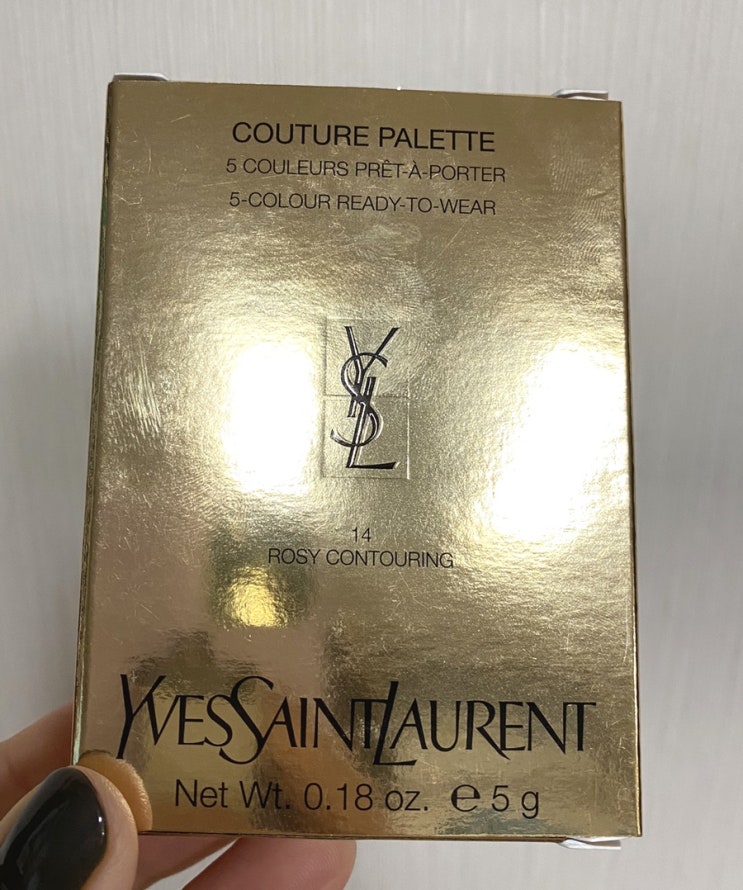 COUTURE PALETTE
5 COULEURS PRÊT-À-PORTER
5-COLOUR READY-TO-WEAR
YSL
14
ROSY CONTOURING
YVESSAINTLAURENT
Net Wt. 0.18 oz. ℮ 5 g